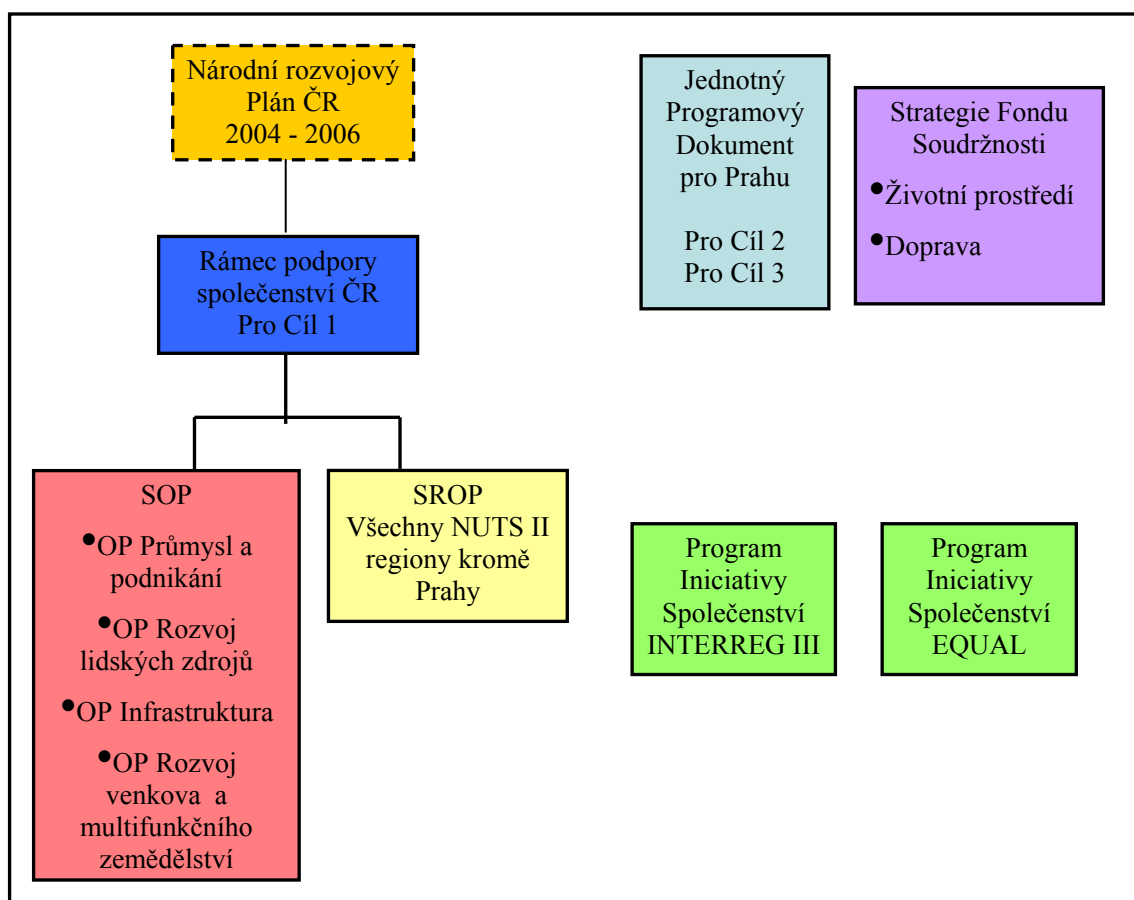 Národní rozvojový
Plán ČR
2004 - 2006
Jednotný
Programový
Dokument
pro Prahu
Pro Cíl 2
Pro Cíl 3
Strategie Fondu
Soudržnosti
•Životní prostředí
•Doprava
Rámec podpory
společenství ČR
Pro Cíl 1
SOP
•OP Průmysl a
podnikání
•OP Rozvoj
lidských zdrojů
•OP Infrastruktura
•OP Rozvoj
venkova a
multifunkčního
zemědělství
SROP
Všechny NUTS II
regiony kromě
Prahy
Program
Iniciativy
Společenství
INTERREG III
Program
Iniciativy
Společenství
EQUAL